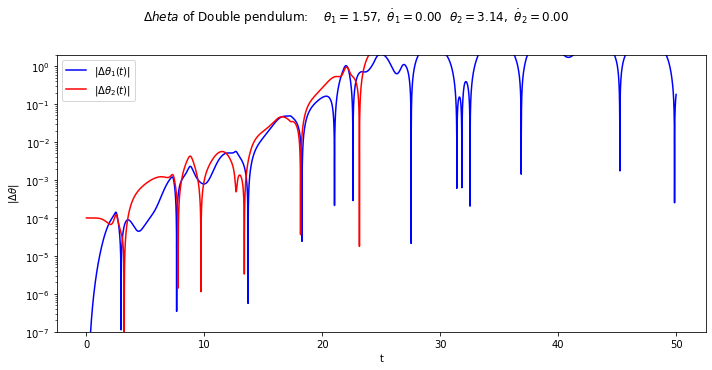 Δheta of Double pendulum: θ₁ = 1.57, θ̇₁ = 0.00 θ₂ = 3.14, θ̇₂ = 0.00
|Δθ₁(t)|
|Δθ₂(t)|
10⁰
10⁻¹
10⁻²
10⁻³
10⁻⁴
10⁻⁵
10⁻⁶
10⁻⁷
|Δθ|
0 10 20 30 40 50
t